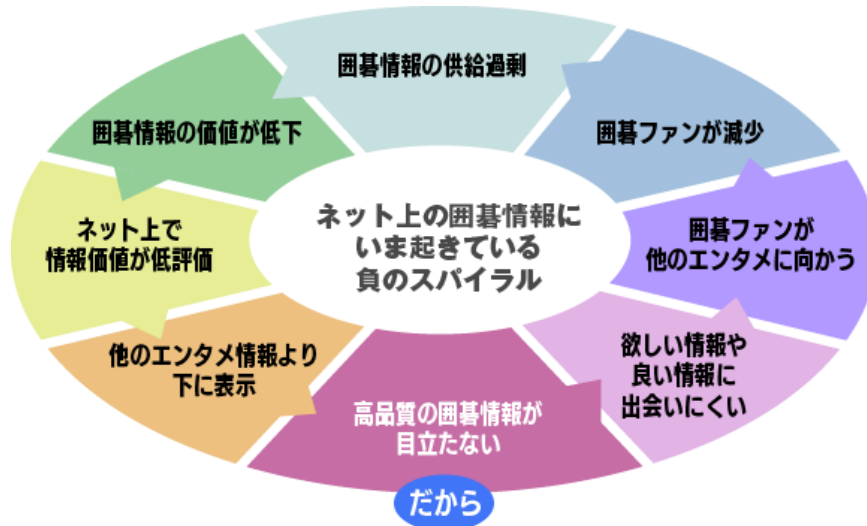 囲碁情報の供給過剰
囲碁ファンが減少
囲碁情報の価値が低下
ネット上の囲碁情報に
いま起きている
負のスパイラル
ネット上で
情報価値が低評価
囲碁ファンが
他のエンタメに向かう
他のエンタメ情報より
下に表示
欲しい情報や
良い情報に
出会いにくい
高品質の囲碁情報が
目立たない
だから